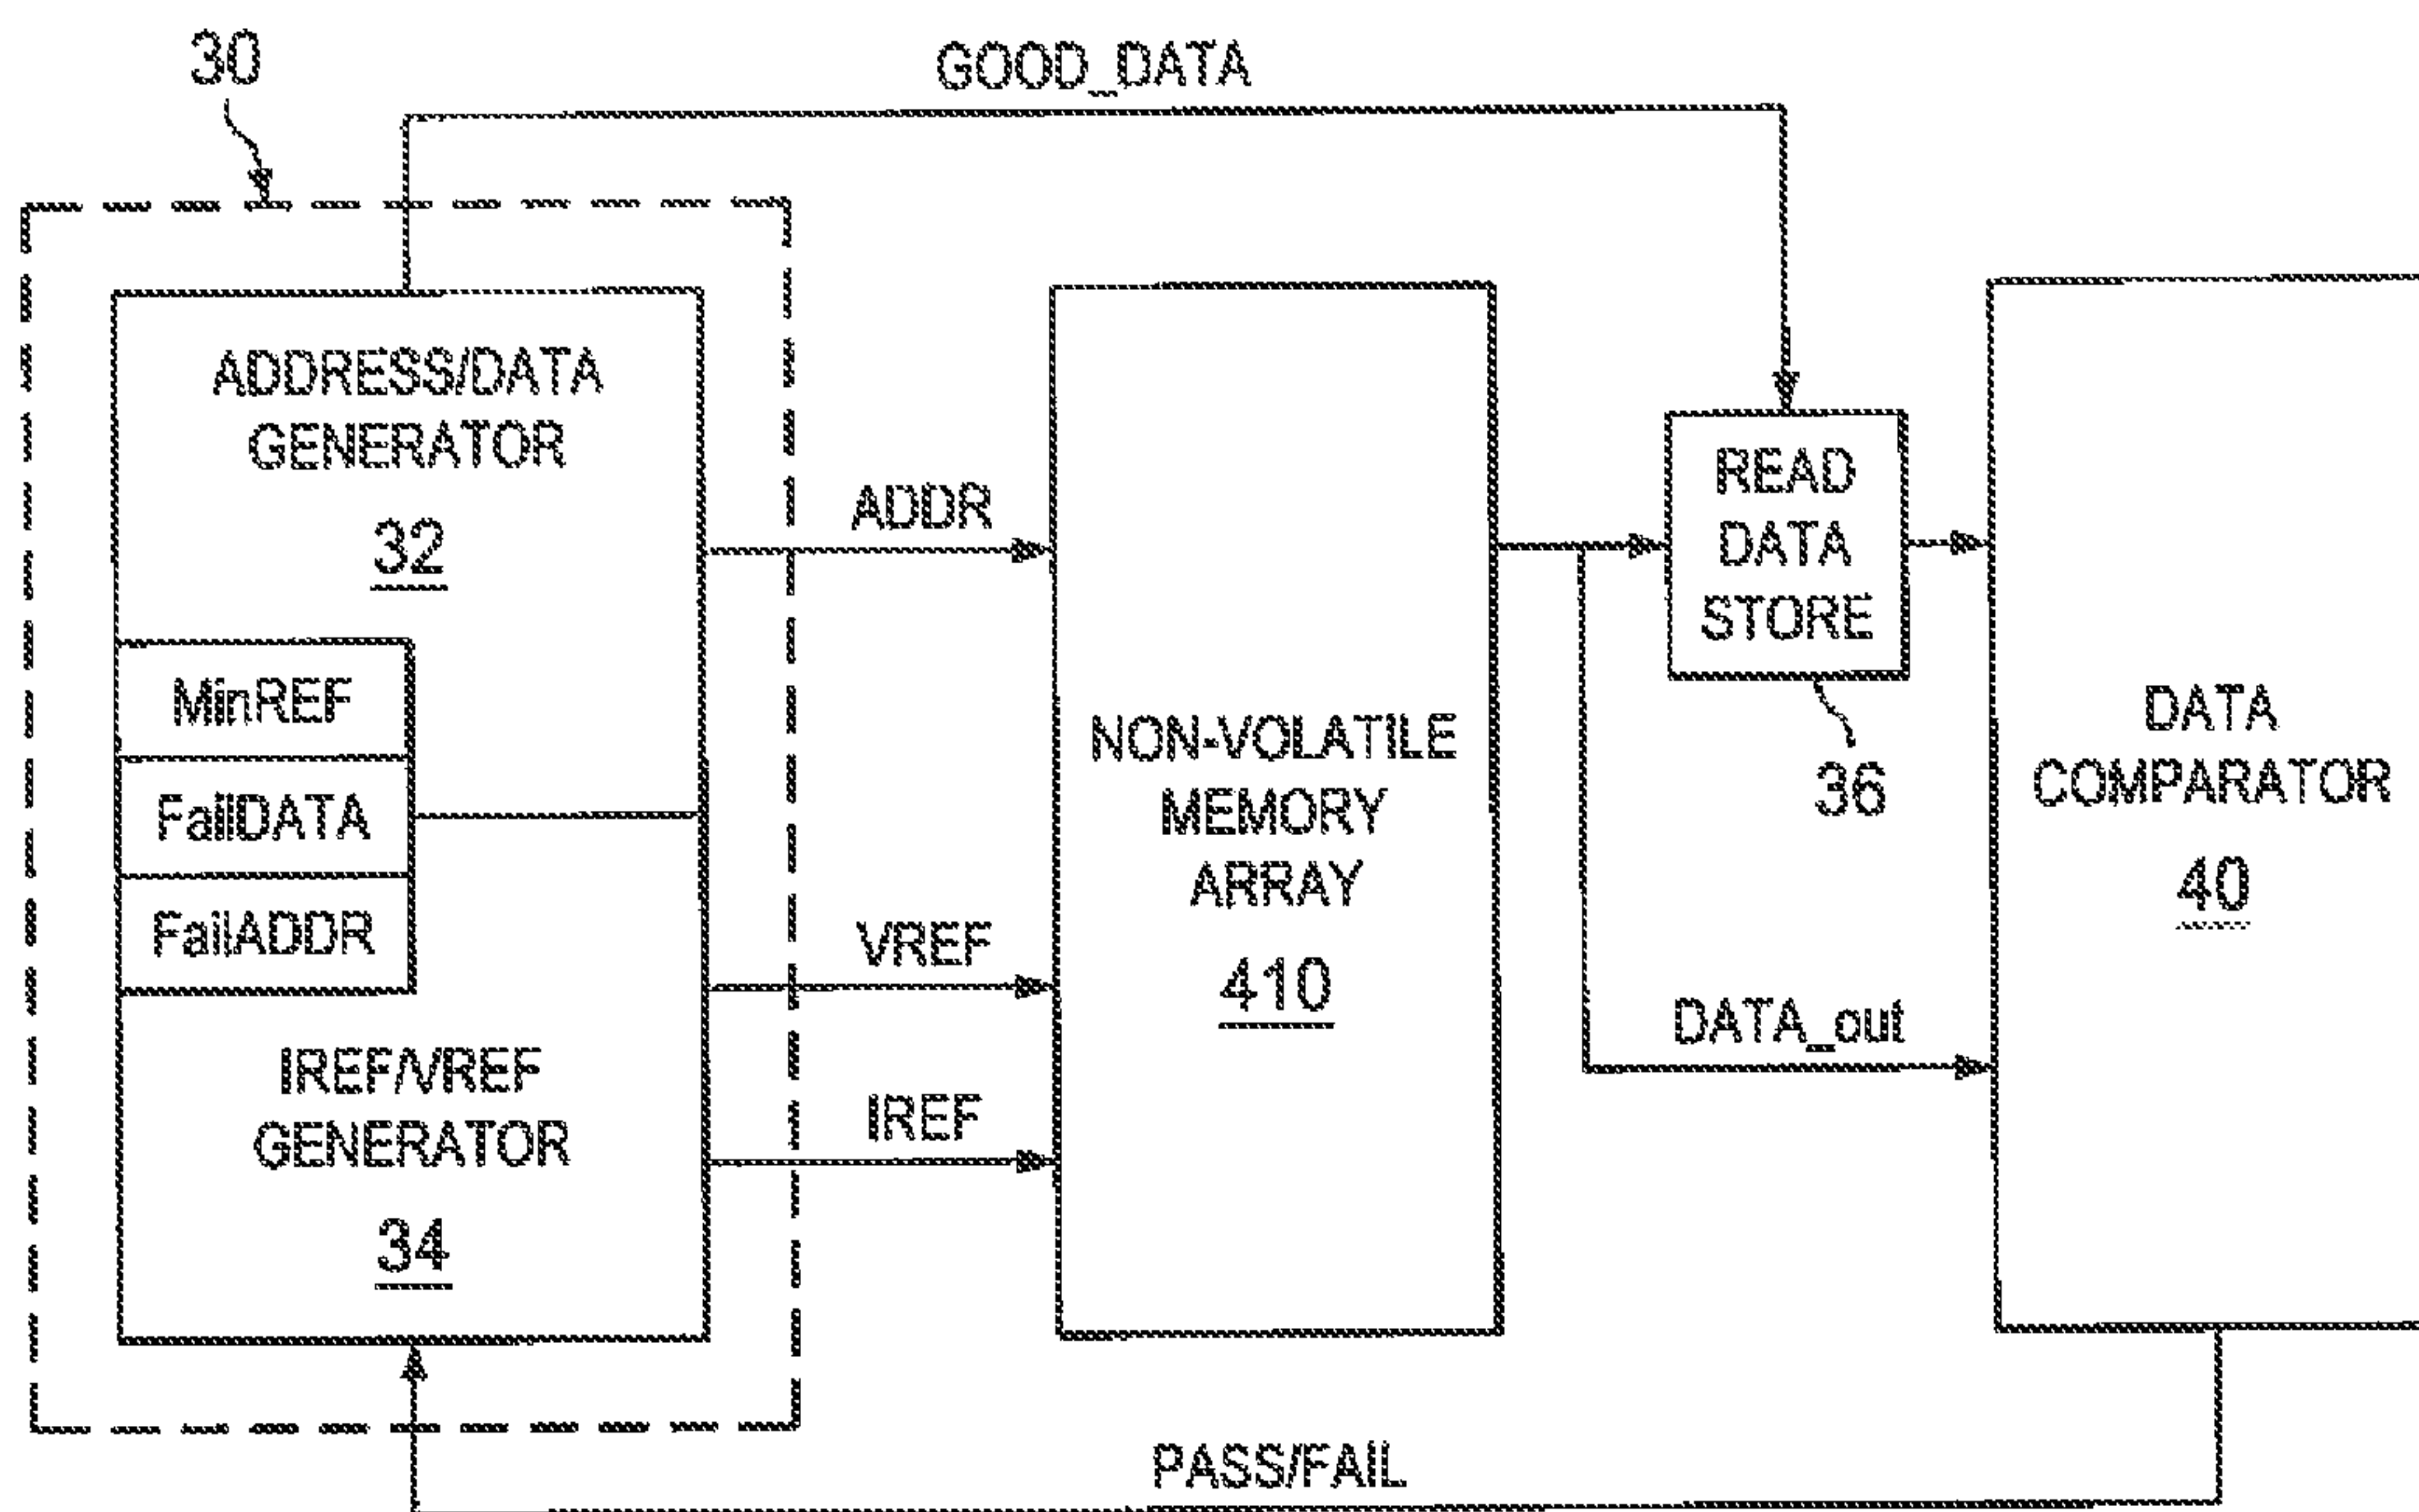 30
GOOD_DATA
ADDRESS/DATA
GENERATOR
32
MinREF
FailDATA
FailADDR
IREF/VREF
GENERATOR
34
ADDR
VREF
IREF
NON-VOLATILE
MEMORY
ARRAY
410
READ
DATA
STORE
36
DATA_out
DATA
COMPARATOR
40
PASS/FAIL